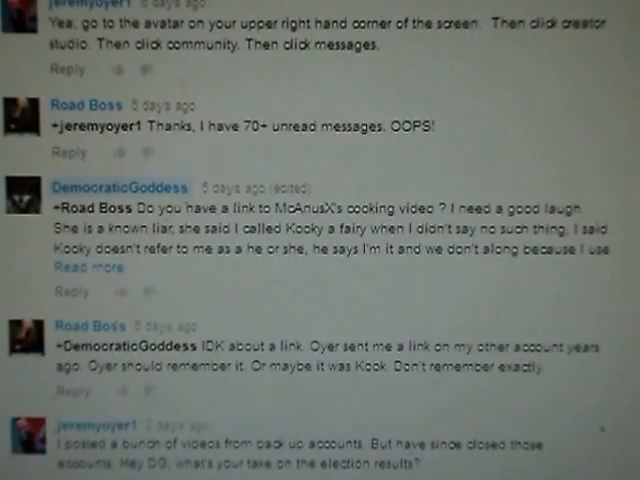 jeremyoyer1 6 days ago
Yea, go to the avatar on your upper right hand corner of the screen. Then click creator
studio. Then click community. Then click messages.
Reply
Road Boss 6 days ago
+jeremyoyer1 Thanks, I have 70+ unread messages. OOPS!
Reply
DemocraticGoddess 5 days ago (edited)
+Road Boss Do you have a link to McAnusX's cooking video ? I need a good laugh.
She is a known liar, she said I called Kooky a fairy when I didn't say no such thing. I said
Kooky doesn't refer to me as a he or she, he says I'm it and we don't along because I use
Read more
Reply
Road Boss 5 days ago
+DemocraticGoddess IDK about a link. Oyer sent me a link on my other account years
ago. Oyer should remember it. Or maybe it was Kook. Don't remember exactly.
Reply
jeremyoyer1 days ago
I posted a bunch of videos from back up accounts. But have since closed those
accounts. Hey DG, what's your take on the election results?